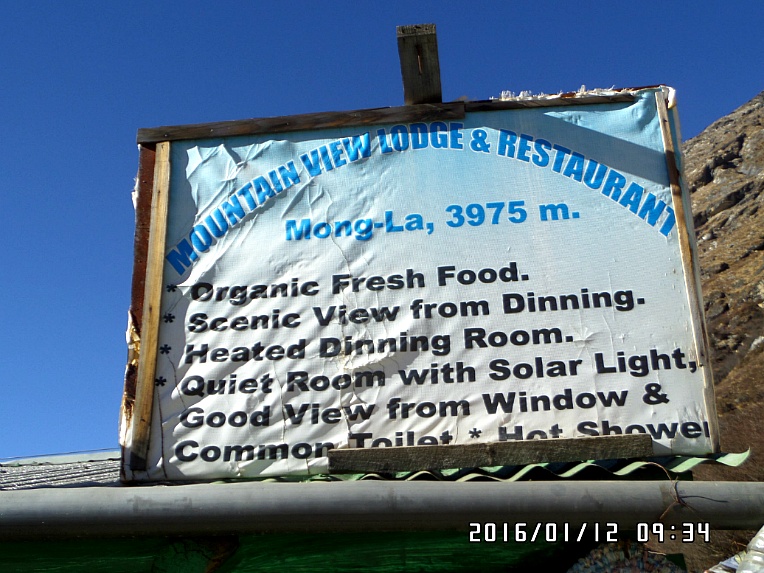 MOUNTAIN VIEW LODGE & RESTAURANT
Mong-La, 3975 m.
* Organic Fresh Food.
* Scenic View from Dinning.
* Heated Dinning Room.
* Quiet Room with Solar Light,
Good View from Window &
Common Toilet * Hot Shower
2016/01/12 09:34